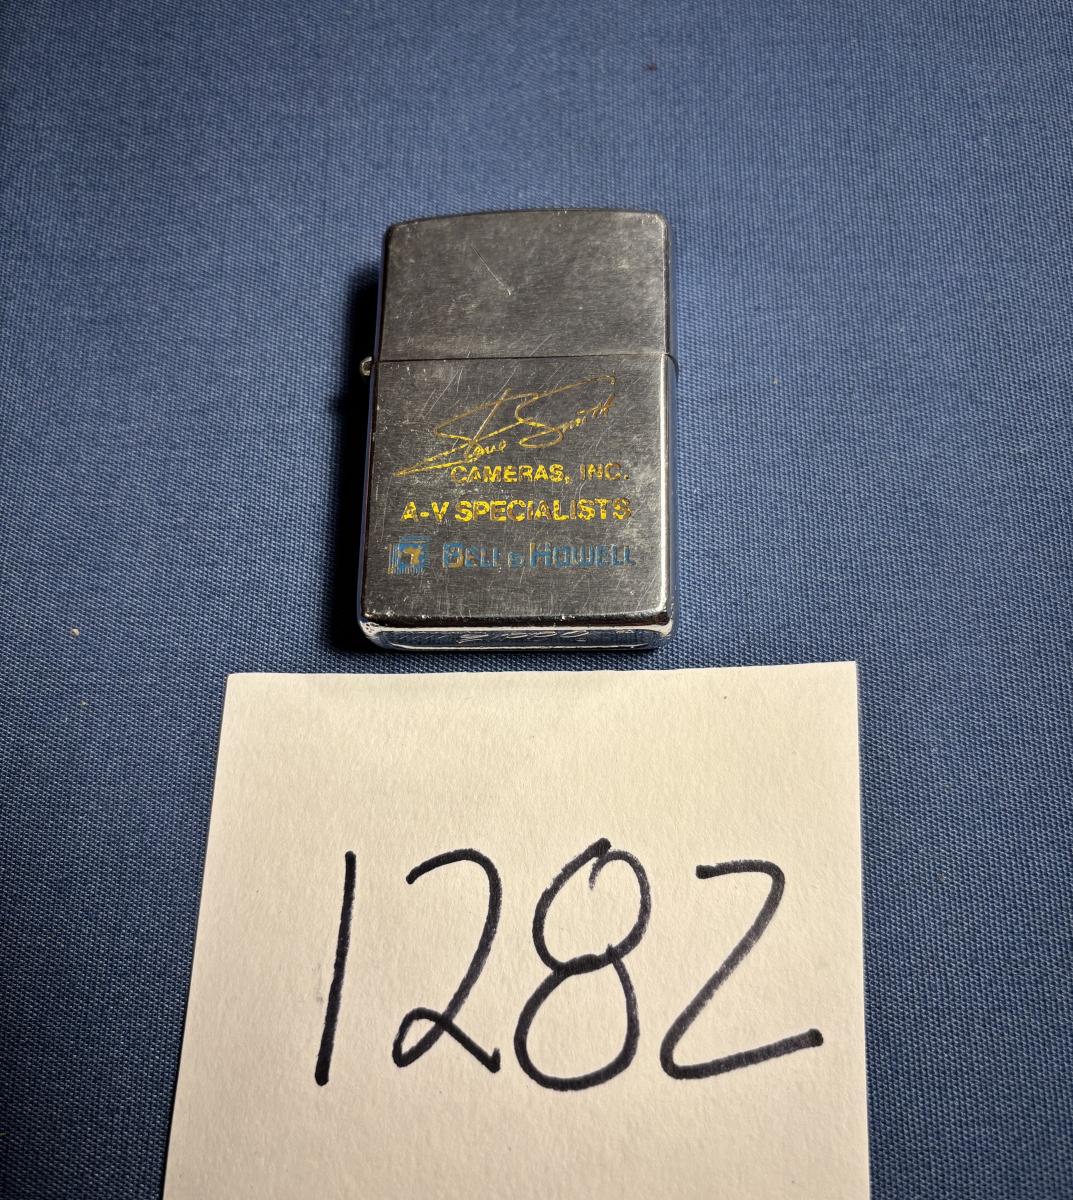 Steve Smith
CAMERAS, INC.
A-V SPECIALISTS
BELL & HOWELL
1282